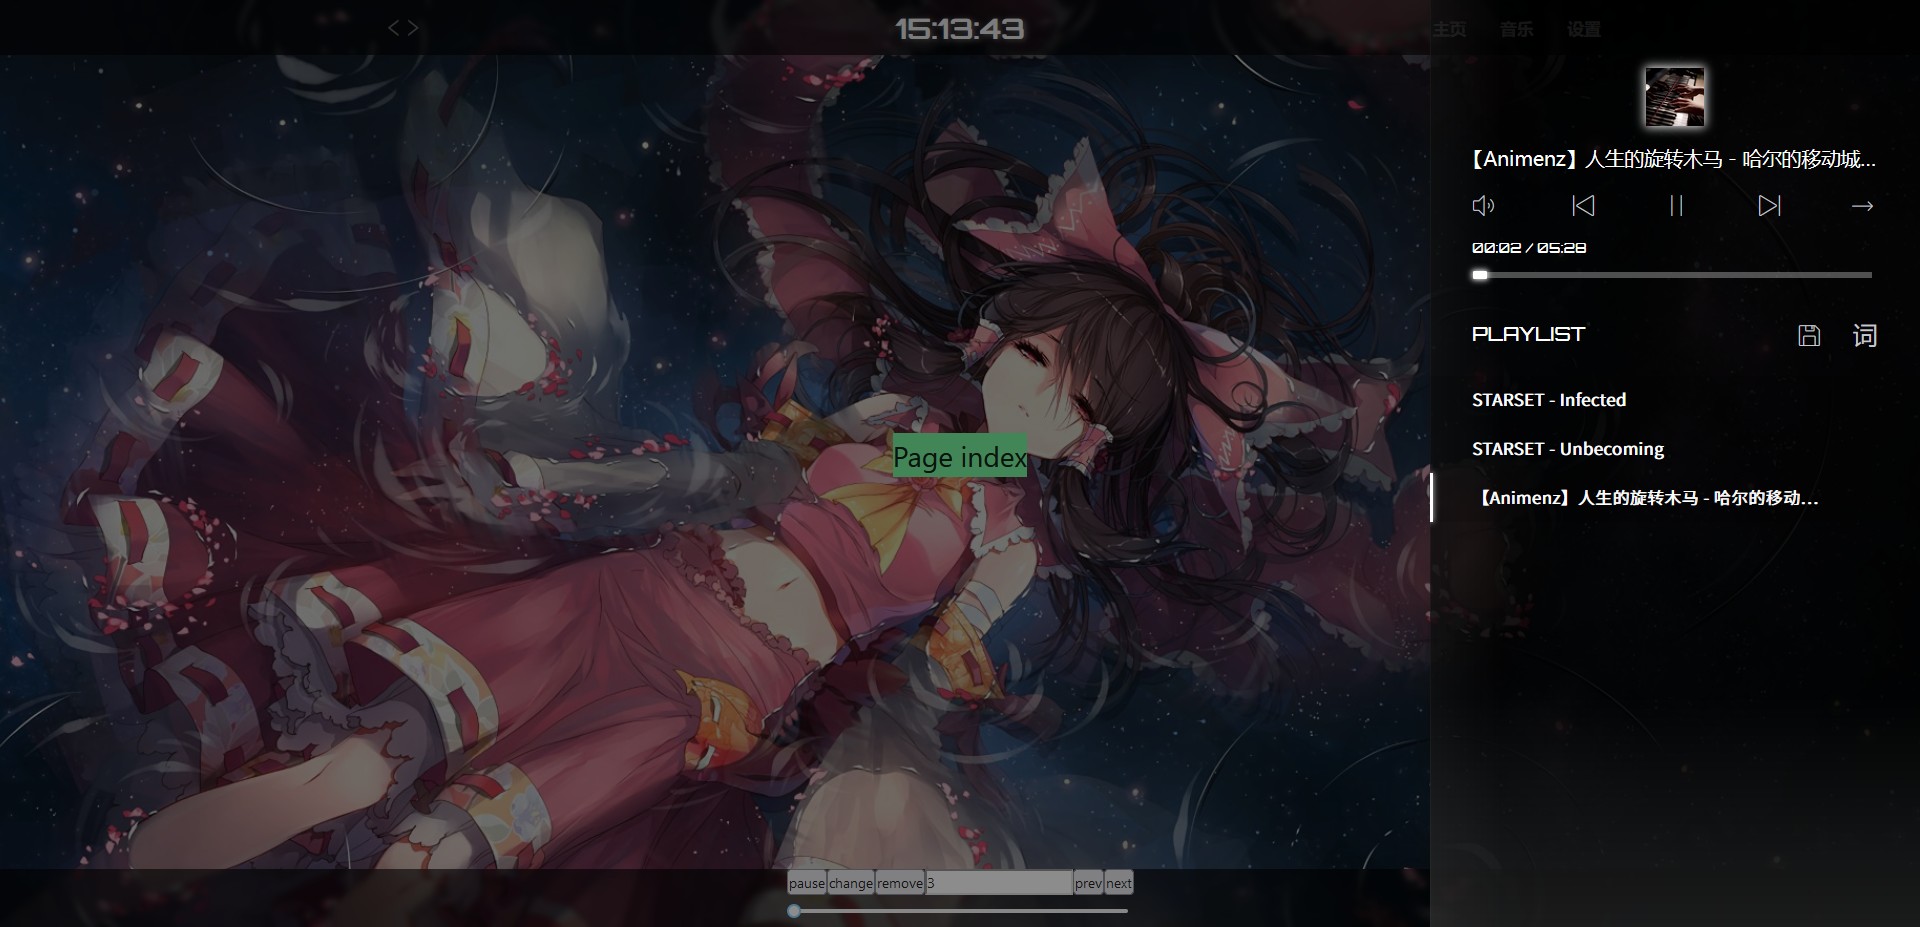 15:13:43
主页 音乐 设置
【Animenz】人生的旋转木马 - 哈尔的移动城...
00:02 / 05:28
PLAYLIST
词
STARSET - Infected
STARSET - Unbecoming
【Animenz】人生的旋转木马 - 哈尔的移动...
Page index
pause change remove 3 prev next